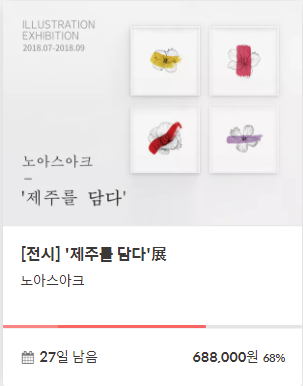 ILLUSTRATION
EXHIBITION
2018.07-2018.09
노아스아크
–
'제주를 담다'
[전시] '제주를 담다'展
노아스아크
27일 남음 688,000원 68%